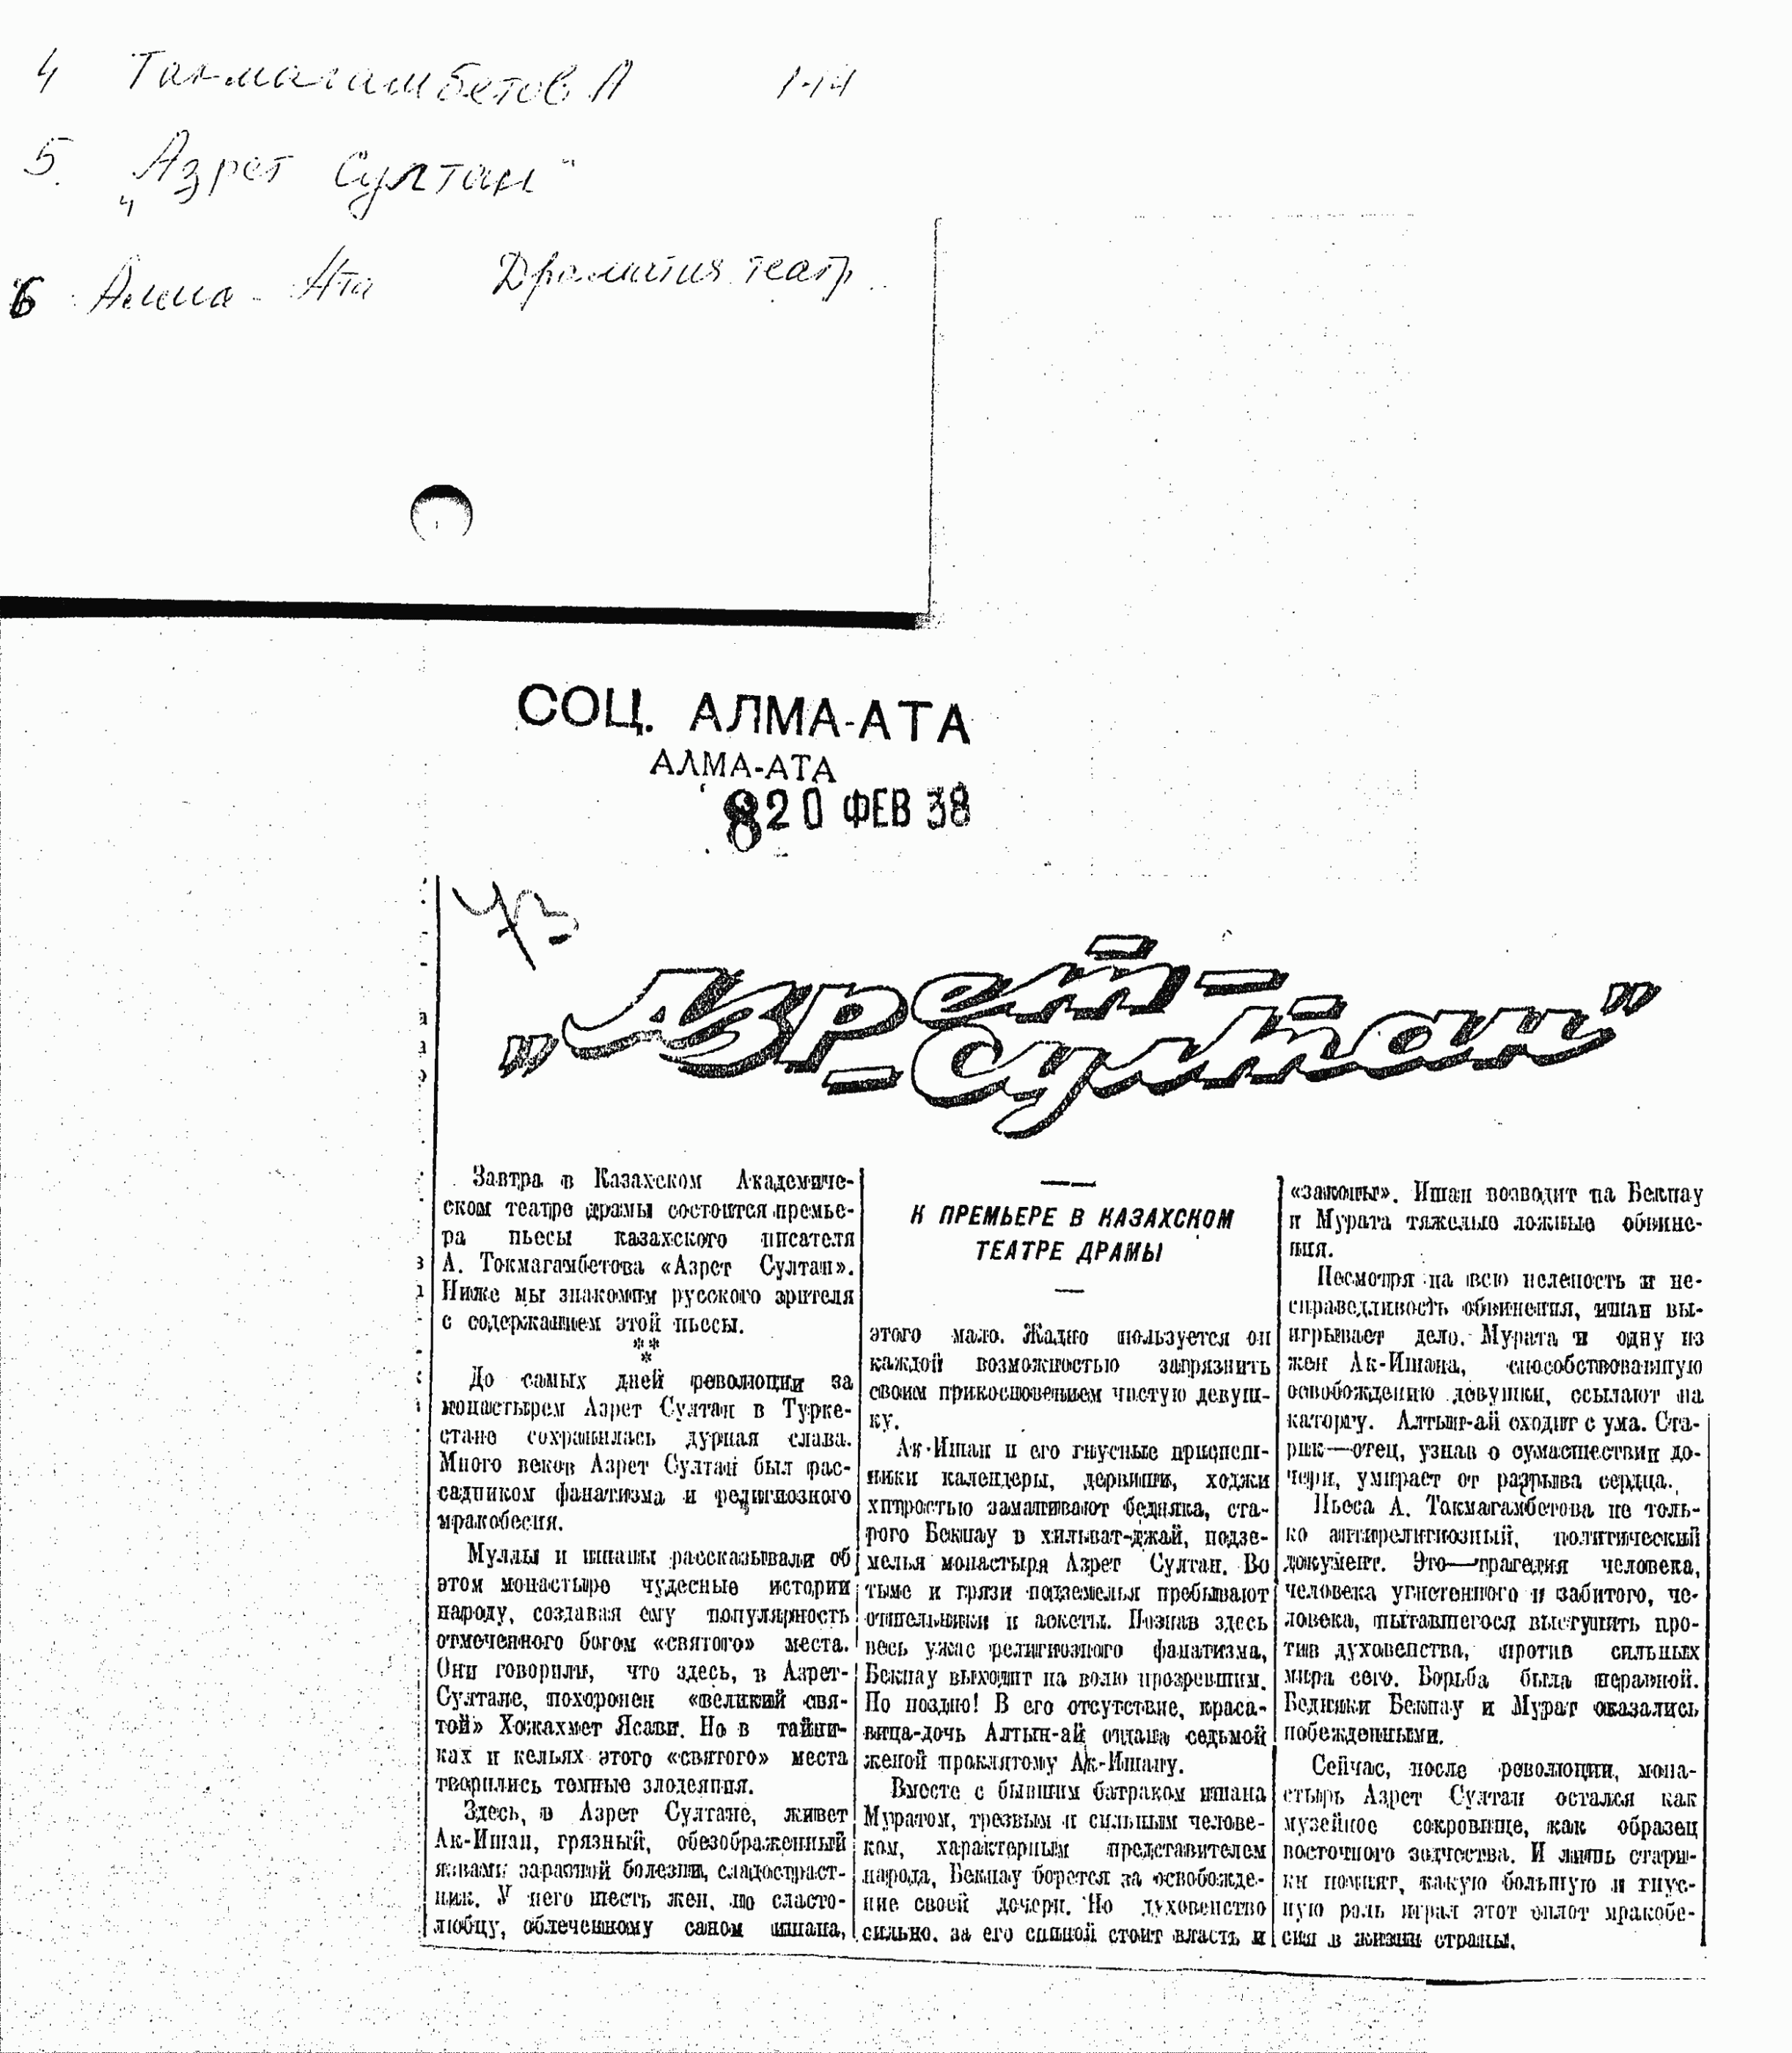 4 Такмагамбетов А 1-14
5. „Азрет Султан"
6 Алма-Ата Драматич. театр.
СОЦ. АЛМА-АТА
АЛМА-АТА
820 ФЕВ 38
„Азрет-
Султан"
Завтра в Казахском Академиче-
ском театре драмы состоится премье-
ра пьесы казахского писателя
А. Токмагамбетова «Азрет Султан».
Ниже мы знакомим русского зрителя
с содержанием этой пьесы.
**
*
До самых дней революции за
монастырем Азрет Султан в Турке-
стане сохранилась дурная слава.
Много веков Азрет Султан был рас-
садником фанатизма и религиозного
мракобесия.
Муллы и ишаны рассказывали об
этом монастыре чудесные истории
народу, создавая ему популярность
отмеченного богом «святого» места.
Они говорили, что здесь, в Азрет-
Султане, похоронен «великий свя-
той» Хожахмет Ясави. Но в тайни-
ках и кельях этого «святого» места
творились темные злодеяния.
Здесь, в Азрет Султане, живет
Ак-Ишан, грязный, обезображенный
язвами заразной болезни, сладостраст-
ник. У него шесть жен, но сласто-
любцу, облеченному саном ишана,
К ПРЕМЬЕРЕ В КАЗАХСКОМ
ТЕАТРЕ ДРАМЫ
этого мало. Жадно пользуется он
каждой возможностью загрязнить
своим прикосновением чистую девуш-
ку.
Ак-Ишан и его гнусные приспеш-
ники календеры, дервиши, ходжи
хитростью заманивают бедняка, ста-
рого Бекпау в хильват-джай, подзе-
мелья монастыря Азрет Султан. Во
тьме и грязи подземелья пребывают
отшельники и аскеты. Познав здесь
весь ужас религиозного фанатизма,
Бекпау выходит на волю прозревшим.
Но поздно! В его отсутствие, краса-
вица-дочь Алтын-ай отдана седьмой
женой проклятому Ак-Ишану.
Вместе с бывшим батраком ишана
Муратом, трезвым и сильным челове-
ком, характерным представителем
народа, Бекпау борется за освобожде-
ние своей дочери. Но духовенство
сильно, за его спиной стоит власть и
«законы». Ишан возводит на Бекпау
и Мурата тяжелые ложные обвине-
ния.
Несмотря на всю нелепость и не-
справедливость обвинения, ишан вы-
игрывает дело. Мурата и одну из
жен Ак-Ишана, способствовавшую
освобождению девушки, ссылают на
каторгу. Алтын-ай сходит с ума. Ста-
рик—отец, узнав о сумасшествии до-
чери, умирает от разрыва сердца.
Пьеса А. Токмагамбетова не толь-
ко антирелигиозный, политический
документ. Это—трагедия человека,
человека угнетенного и забитого, че-
ловека, пытавшегося выступить про-
тив духовенства, против сильных
мира сего. Борьба была неравной.
Бедняки Бекпау и Мурат оказались
побежденными.
Сейчас, после революции, мона-
стырь Азрет Султан остался как
музейное сокровище, как образец
восточного зодчества. И лишь стари-
ки помнят, какую большую и гнус-
ную роль играл этот оплот мракобе-
сия в жизни страны.